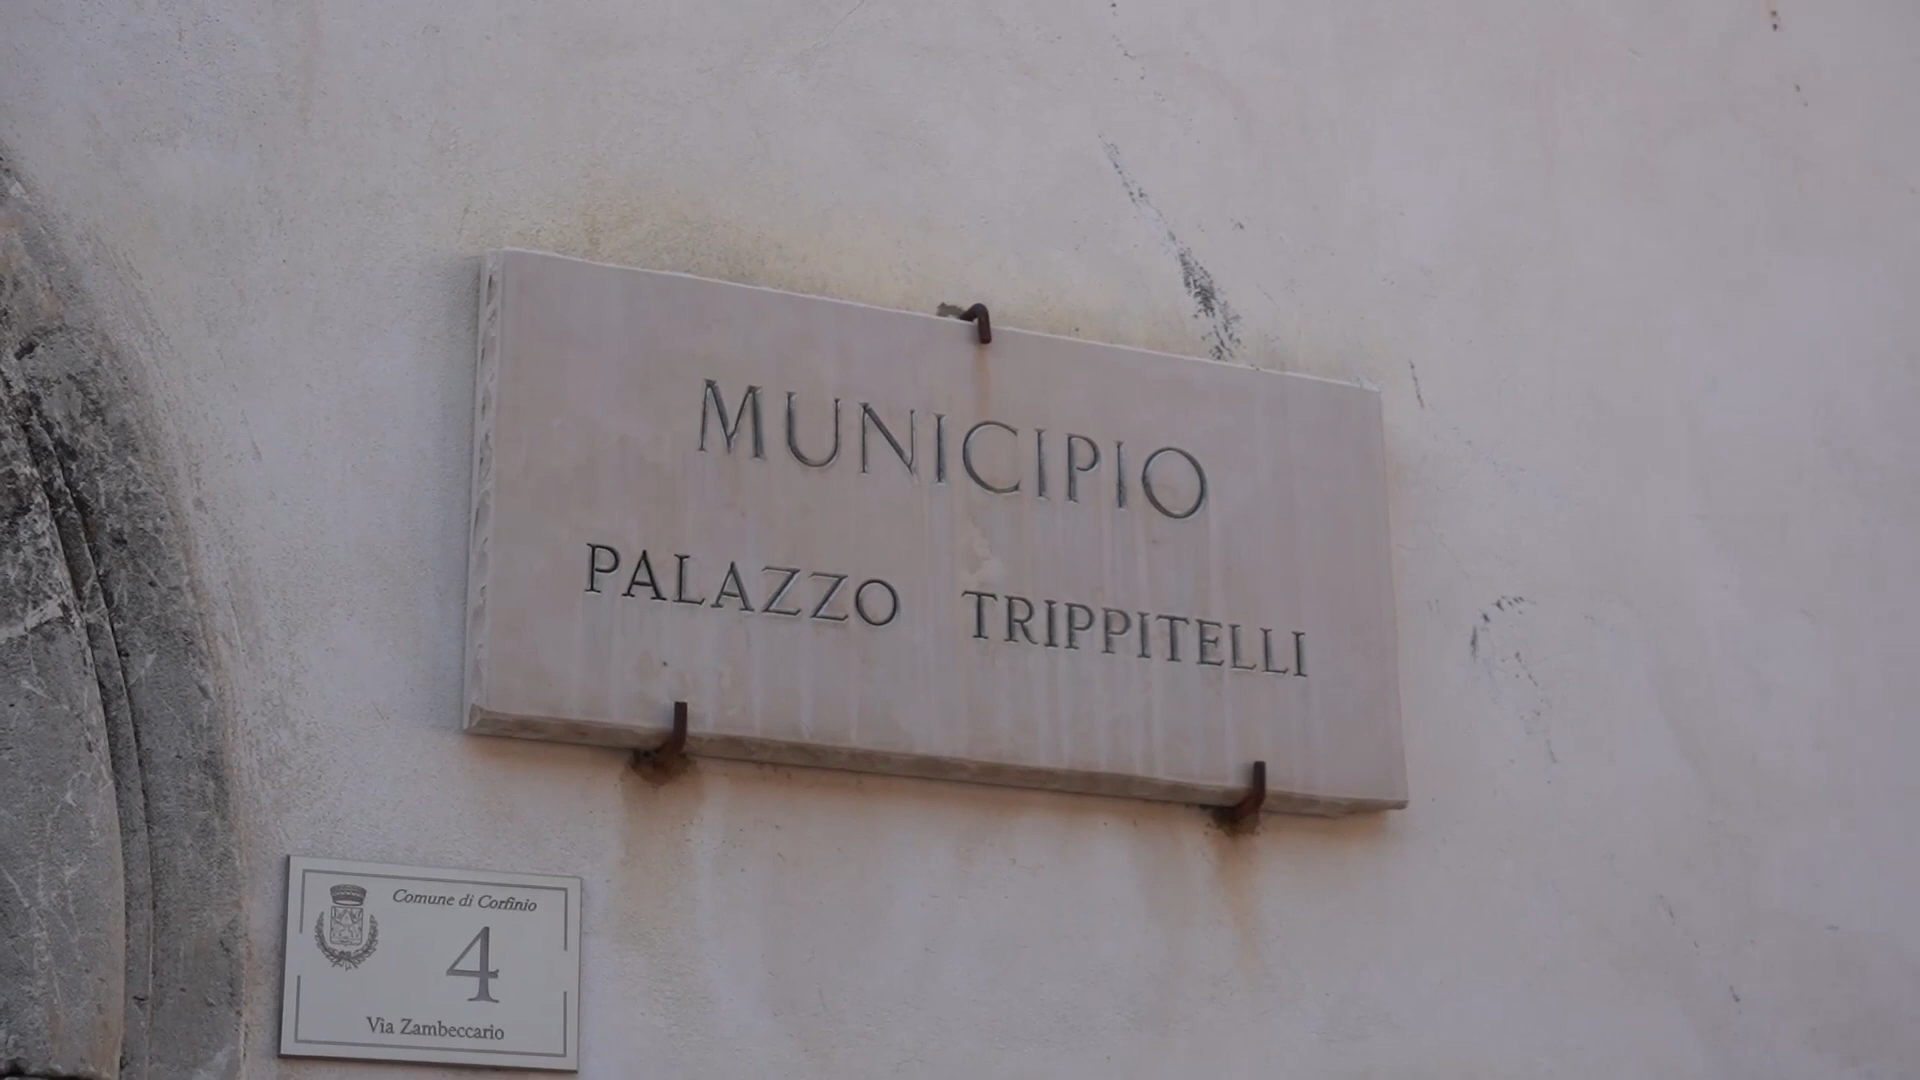 MUNICIPIO
PALAZZO TRIPPITELLI
Comune di Corfinio
4
Via Zambeccario